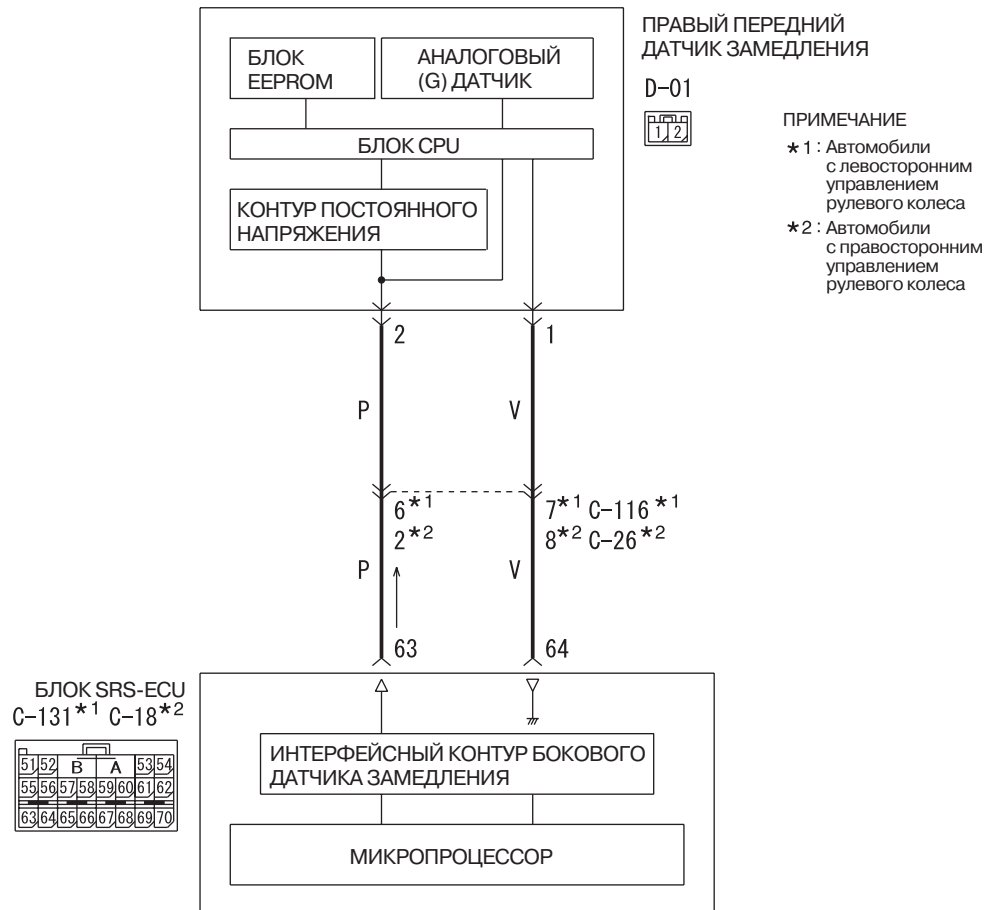 ПРАВЫЙ ПЕРЕДНИЙ
ДАТЧИК ЗАМЕДЛЕНИЯ
D-01
1 2
БЛОК
EEPROM
АНАЛОГОВЫЙ
(G) ДАТЧИК
БЛОК CPU
КОНТУР ПОСТОЯННОГО
НАПРЯЖЕНИЯ
ПРИМЕЧАНИЕ
*1: Автомобили
с левосторонним
управлением
рулевого колеса
*2: Автомобили
с правосторонним
управлением
рулевого колеса
2 1
P V
6*1 7*1 C-116*1
2*2 8*2 C-26*2
P V
63 64
БЛОК SRS-ECU
C-131*1 C-18*2
51 52 B A 53 54
55 56 57 58 59 60 61 62
63 64 65 66 67 68 69 70
ИНТЕРФЕЙСНЫЙ КОНТУР БОКОВОГО
ДАТЧИКА ЗАМЕДЛЕНИЯ
МИКРОПРОЦЕССОР